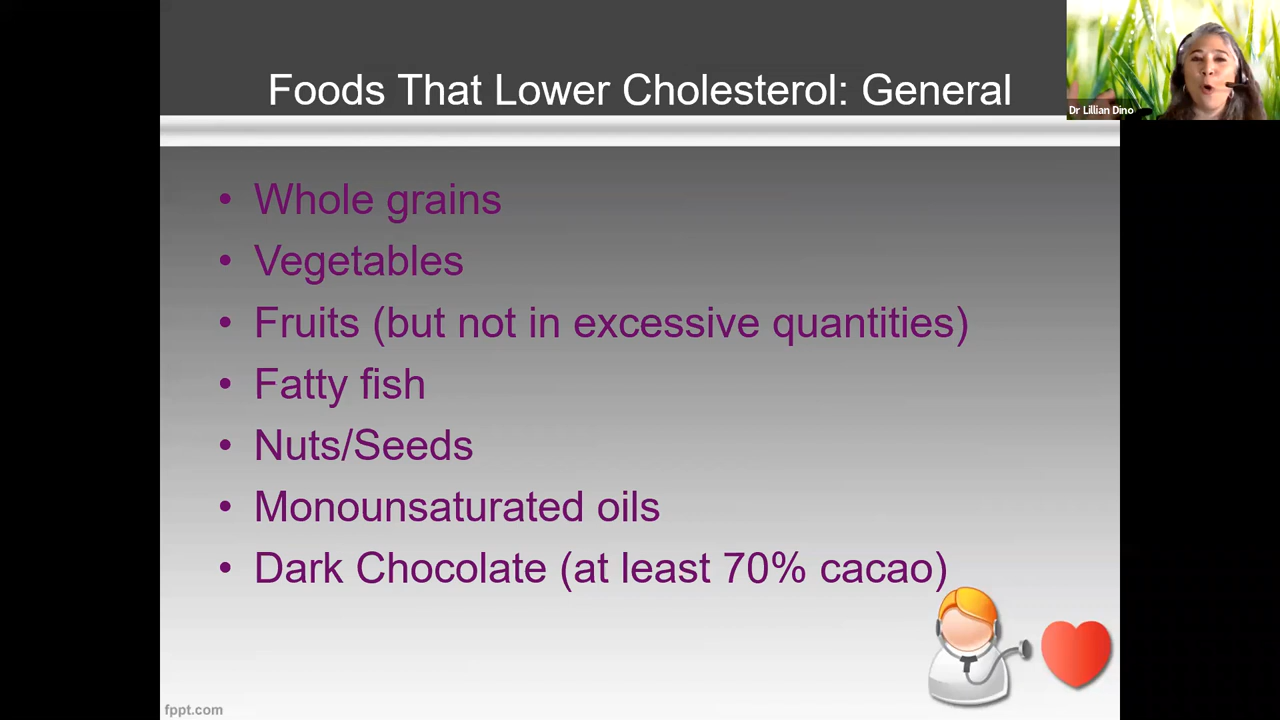 Foods That Lower Cholesterol: General
Dr Lillian Dino
• Whole grains
• Vegetables
• Fruits (but not in excessive quantities)
• Fatty fish
• Nuts/Seeds
• Monounsaturated oils
• Dark Chocolate (at least 70% cacao)
fppt.com